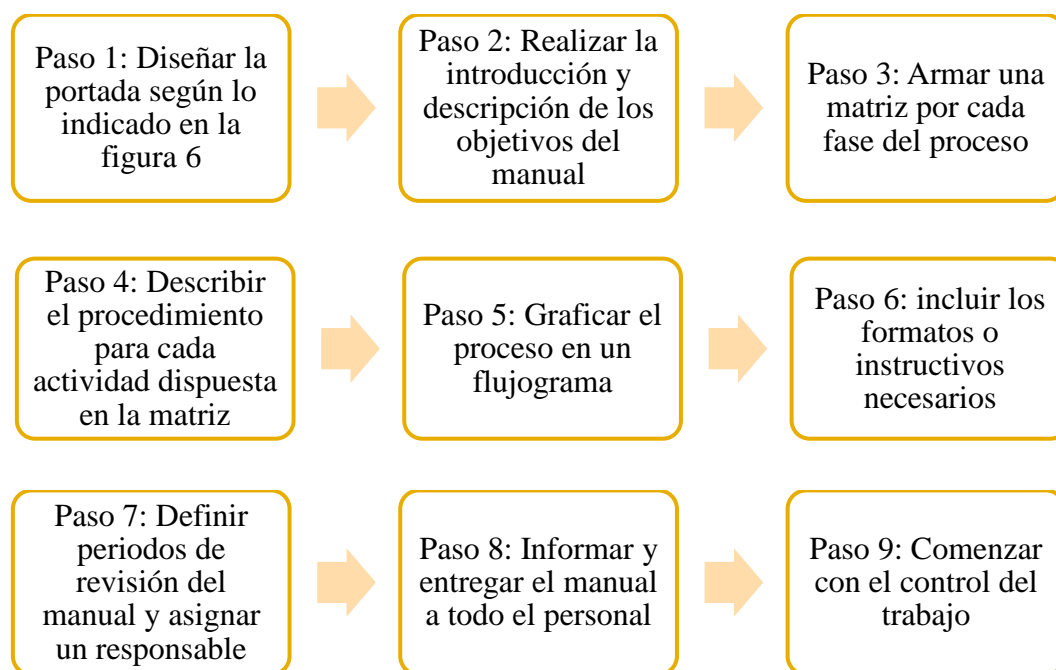 Paso 1: Diseñar la
portada según lo
indicado en la
figura 6
Paso 2: Realizar la
introducción y
descripción de los
objetivos del
manual
Paso 3: Armar una
matriz por cada
fase del proceso
Paso 4: Describir
el procedimiento
para cada
actividad dispuesta
en la matriz
Paso 5: Graficar el
proceso en un
flujograma
Paso 6: incluir los
formatos o
instructivos
necesarios
Paso 7: Definir
periodos de
revisión del
manual y asignar
un responsable
Paso 8: Informar y
entregar el manual
a todo el personal
Paso 9: Comenzar
con el control del
trabajo